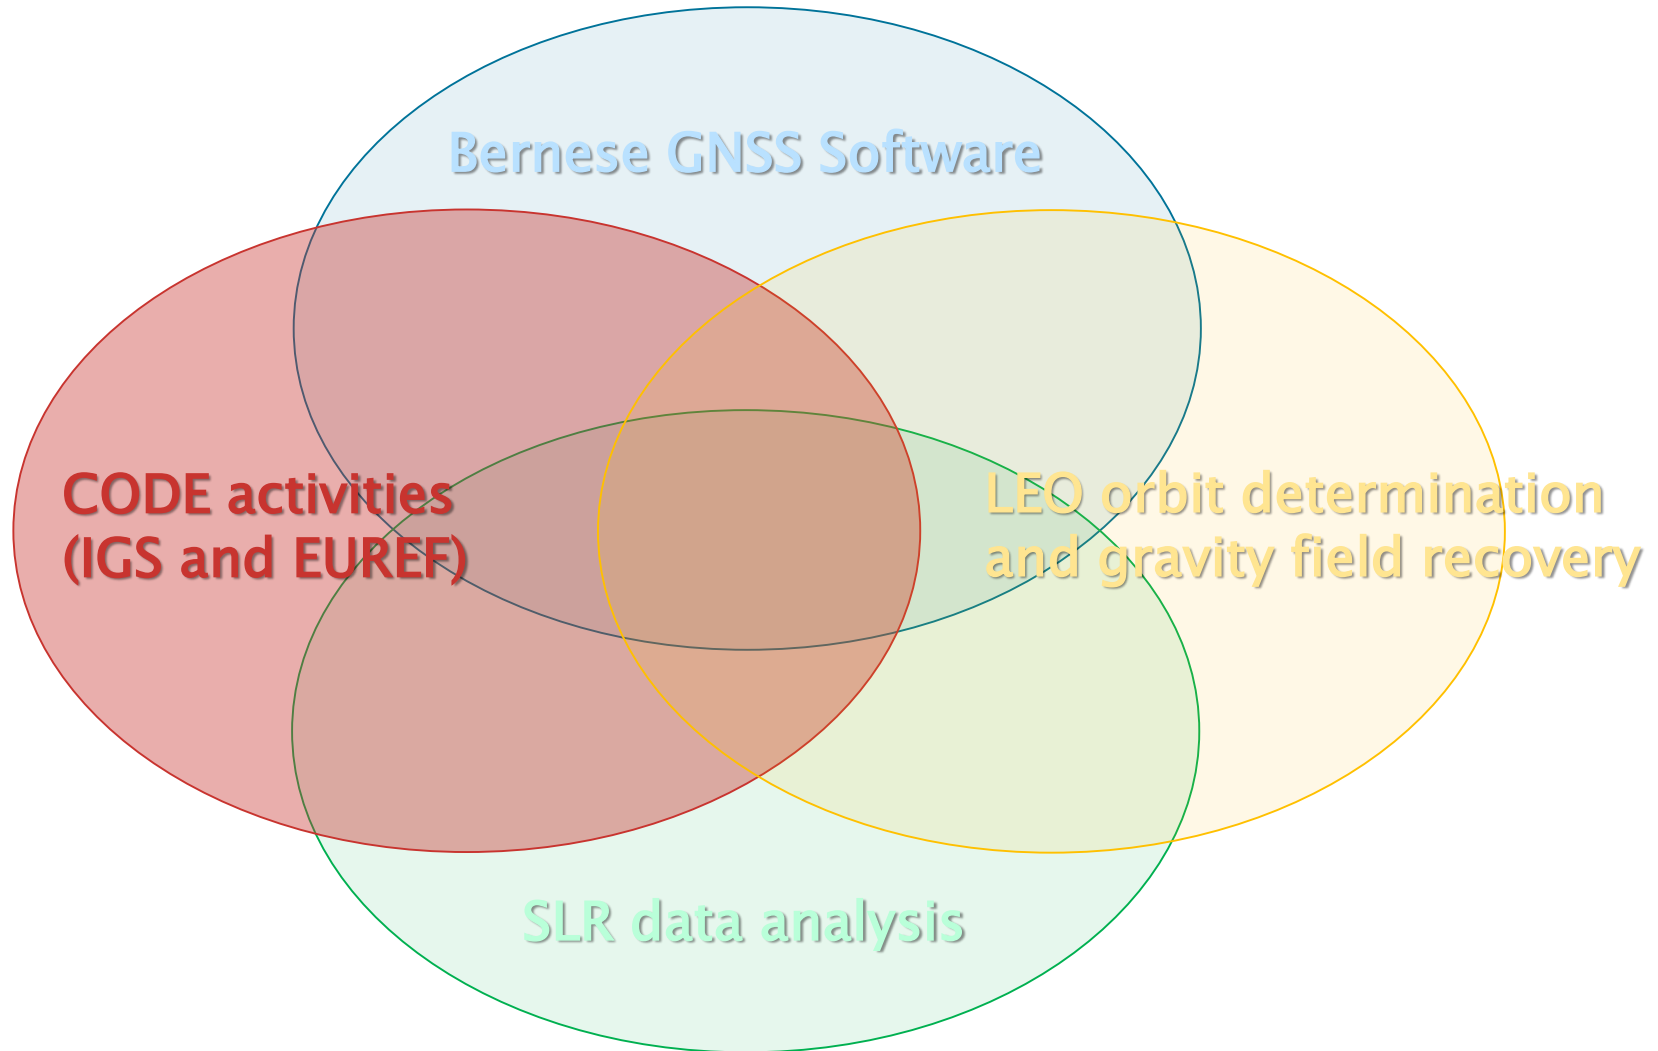 Bernese GNSS Software
CODE activities
(IGS and EUREF)
LEO orbit determination
and gravity field recovery
SLR data analysis